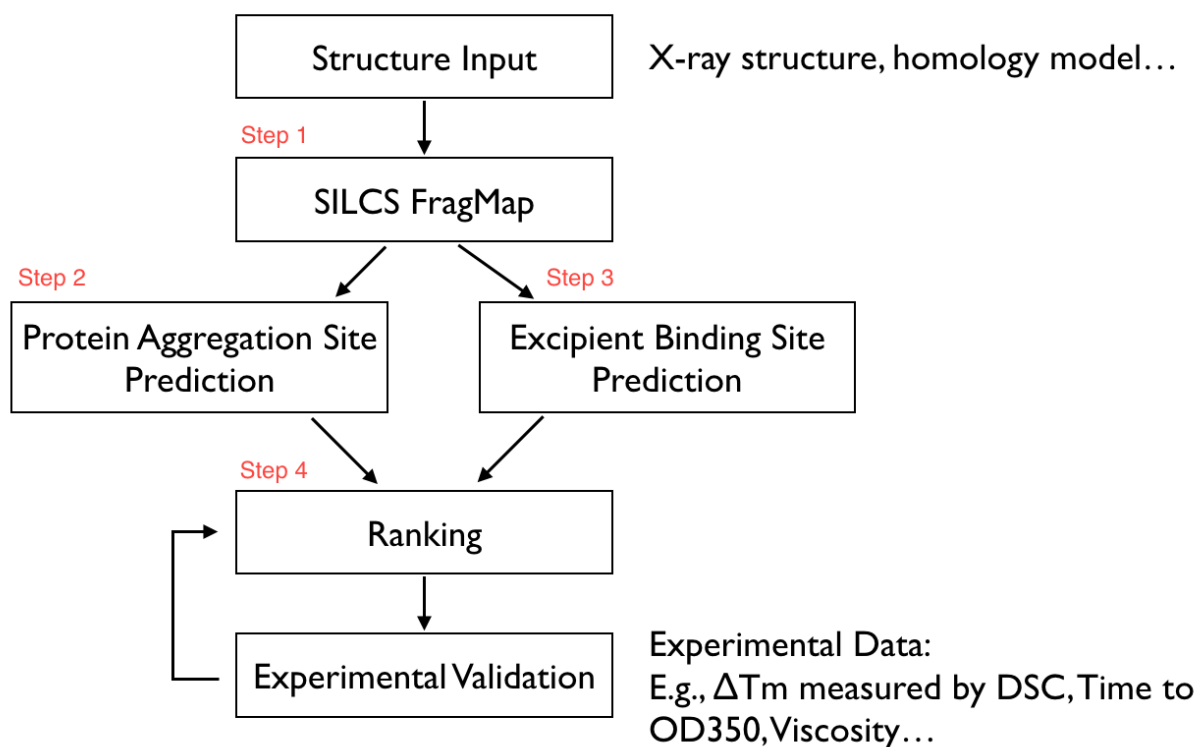 Structure Input
X-ray structure, homology model…
Step 1
SILCS FragMap
Step 2
Step 3
Protein Aggregation Site
Prediction
Excipient Binding Site
Prediction
Step 4
Ranking
Experimental Validation
Experimental Data:
E.g., ΔTm measured by DSC, Time to
OD350, Viscosity…